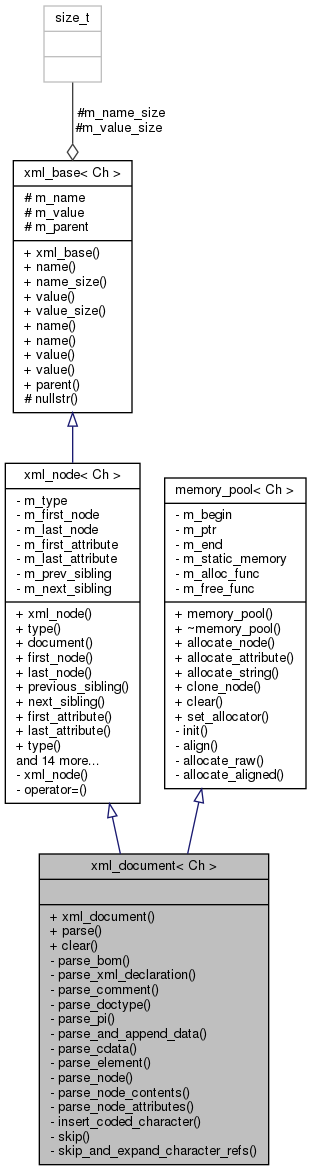 size_t
#m_name_size
#m_value_size
xml_base< Ch >
# m_name
# m_value
# m_parent
+ xml_base()
+ name()
+ name_size()
+ value()
+ value_size()
+ name()
+ name()
+ value()
+ value()
+ parent()
# nullstr()
xml_node< Ch >
- m_type
- m_first_node
- m_last_node
- m_first_attribute
- m_last_attribute
- m_prev_sibling
- m_next_sibling
+ xml_node()
+ type()
+ document()
+ first_node()
+ last_node()
+ previous_sibling()
+ next_sibling()
+ first_attribute()
+ last_attribute()
+ type()
and 14 more...
- xml_node()
- operator=()
memory_pool< Ch >
- m_begin
- m_ptr
- m_end
- m_static_memory
- m_alloc_func
- m_free_func
+ memory_pool()
+ ~memory_pool()
+ allocate_node()
+ allocate_attribute()
+ allocate_string()
+ clone_node()
+ clear()
+ set_allocator()
- init()
- align()
- allocate_raw()
- allocate_aligned()
xml_document< Ch >
+ xml_document()
+ parse()
+ clear()
- parse_bom()
- parse_xml_declaration()
- parse_comment()
- parse_doctype()
- parse_pi()
- parse_and_append_data()
- parse_cdata()
- parse_element()
- parse_node()
- parse_node_contents()
- parse_node_attributes()
- insert_coded_character()
- skip()
- skip_and_expand_character_refs()